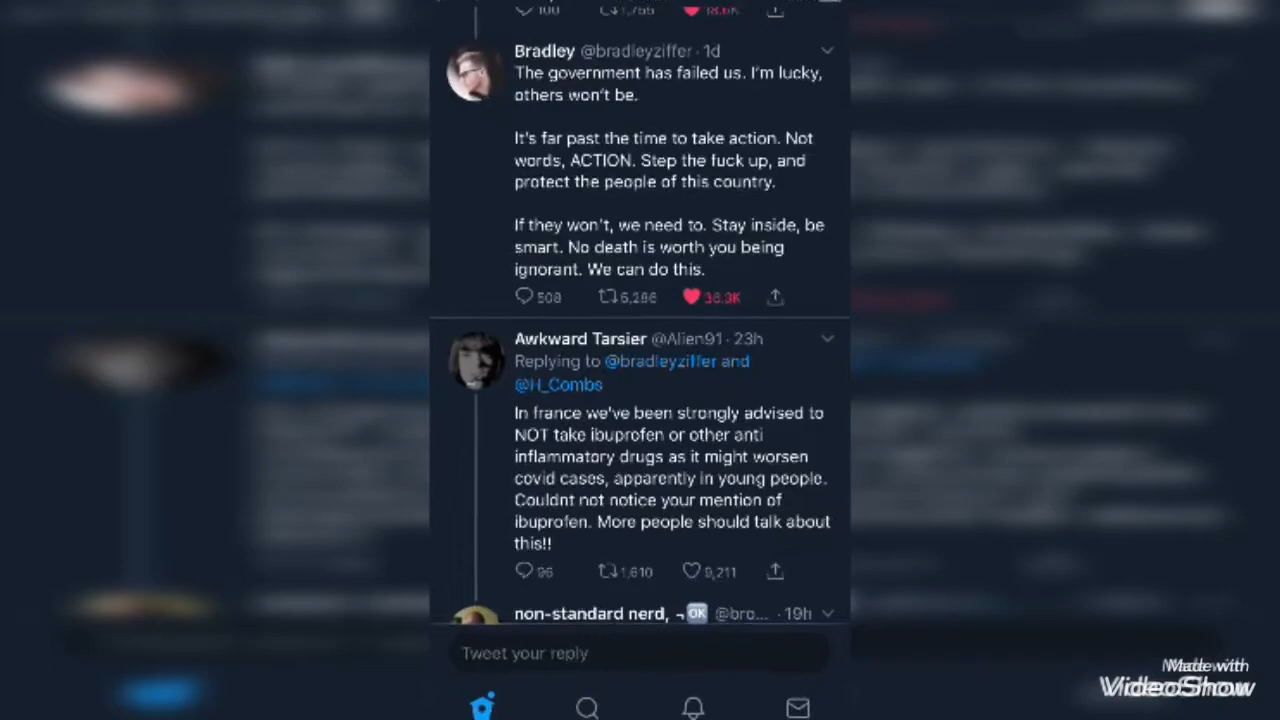 100 1,755 18.6K
Bradley @bradleyziffer · 1d
The government has failed us. I'm lucky,
others won't be.
It's far past the time to take action. Not
words, ACTION. Step the fuck up, and
protect the people of this country.
If they won't, we need to. Stay inside, be
smart. No death is worth you being
ignorant. We can do this.
508 5,286 36.3K
Awkward Tarsier @Alien91 · 23h
Replying to @bradleyziffer and
@H_Combs
In france we've been strongly advised to
NOT take ibuprofen or other anti
inflammatory drugs as it might worsen
covid cases, apparently in young people.
Couldnt not notice your mention of
ibuprofen. More people should talk about
this!!
96 1,610 9,211
non-standard nerd, ¬🆗 @bro... · 19h
Tweet your reply
Made with
VideoShow